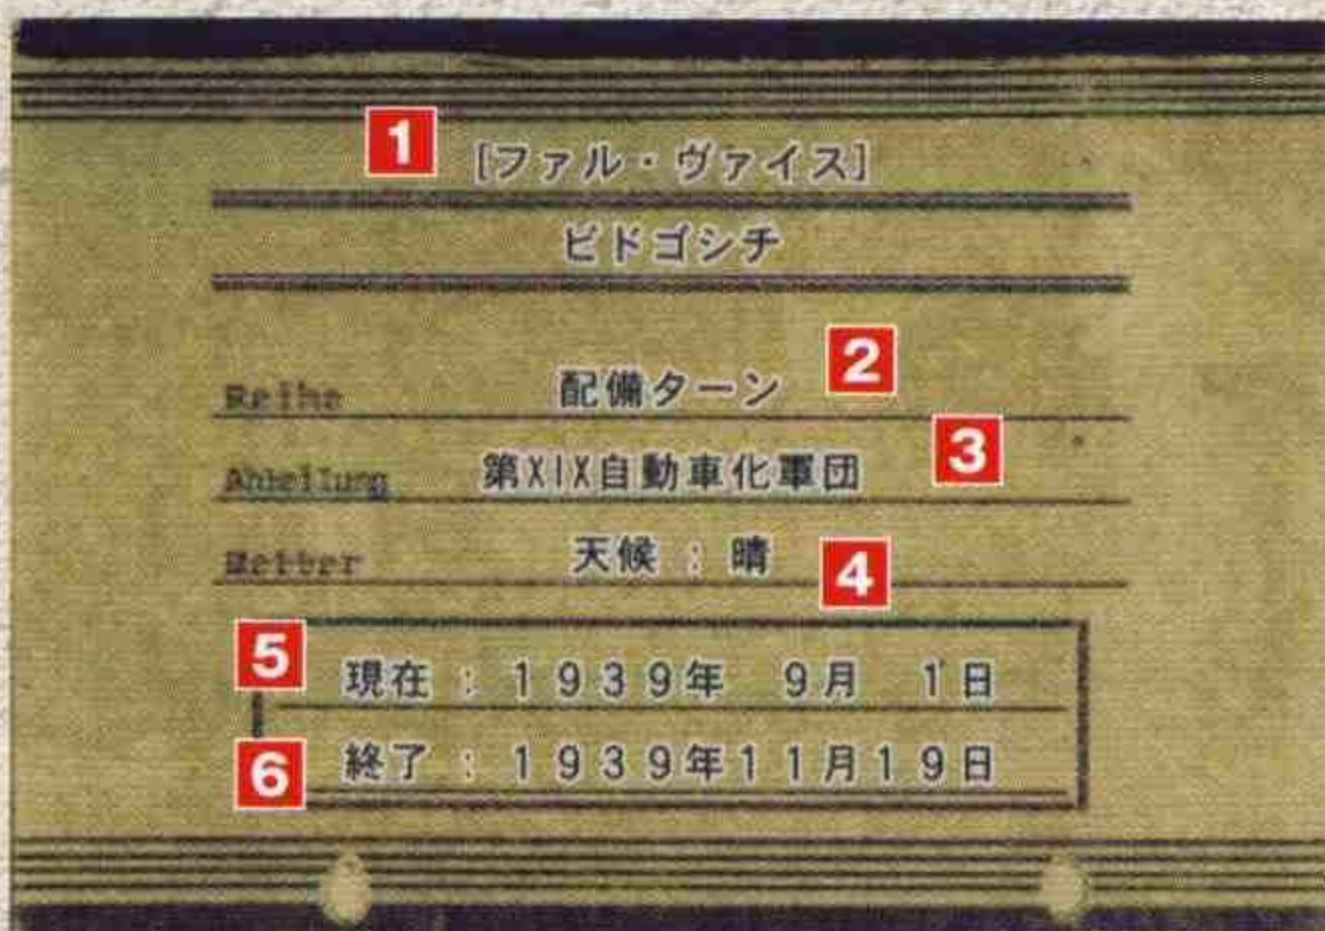 1 [ファル・ヴァイス]
ビドゴシチ
Reihe 配備ターン 2
Abteilung 第XIX自動車化軍団 3
Wetter 天候：晴 4
5 現在：1939年 9月 1日
6 終了：1939年11月19日